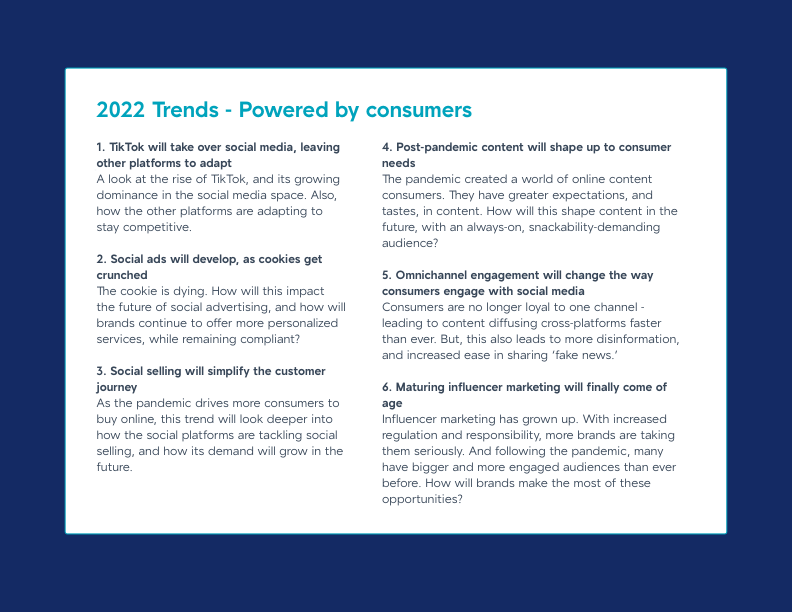 2022 Trends - Powered by consumers
1. TikTok will take over social media, leaving
other platforms to adapt
A look at the rise of TikTok, and its growing
dominance in the social media space. Also,
how the other platforms are adapting to
stay competitive.
2. Social ads will develop, as cookies get
crunched
The cookie is dying. How will this impact
the future of social advertising, and how will
brands continue to offer more personalized
services, while remaining compliant?
3. Social selling will simplify the customer
journey
As the pandemic drives more consumers to
buy online, this trend will look deeper into
how the social platforms are tackling social
selling, and how its demand will grow in the
future.
4. Post-pandemic content will shape up to consumer
needs
The pandemic created a world of online content
consumers. They have greater expectations, and
tastes, in content. How will this shape content in the
future, with an always-on, snackability-demanding
audience?
5. Omnichannel engagement will change the way
consumers engage with social media
Consumers are no longer loyal to one channel -
leading to content diffusing cross-platforms faster
than ever. But, this also leads to more disinformation,
and increased ease in sharing ‘fake news.’
6. Maturing influencer marketing will finally come of
age
Influencer marketing has grown up. With increased
regulation and responsibility, more brands are taking
them seriously. And following the pandemic, many
have bigger and more engaged audiences than ever
before. How will brands make the most of these
opportunities?